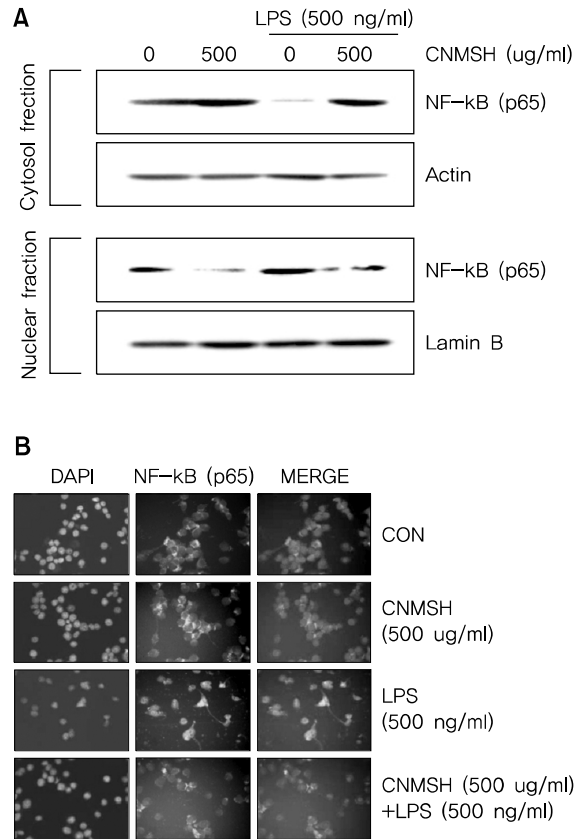 A
LPS (500 ng/ml)
0 500 0 500 CNMSH (ug/ml)
Cytosol frection
NF-kB (p65)
Actin
Nuclear fraction
NF-kB (p65)
Lamin B
B
DAPI NF-kB (p65) MERGE
CON
CNMSH
(500 ug/ml)
LPS
(500 ng/ml)
CNMSH (500 ug/ml)
+LPS (500 ng/ml)